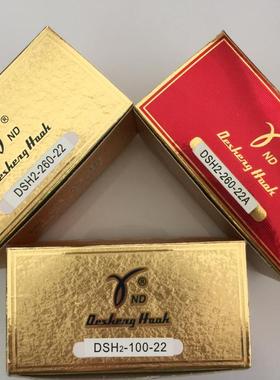 ®
ND
Desheng Hook
DSH2-260-22
®
ND
Desheng Hook
DSH2-260-22A
®
ND
Desheng Hook
DSH2-100-22